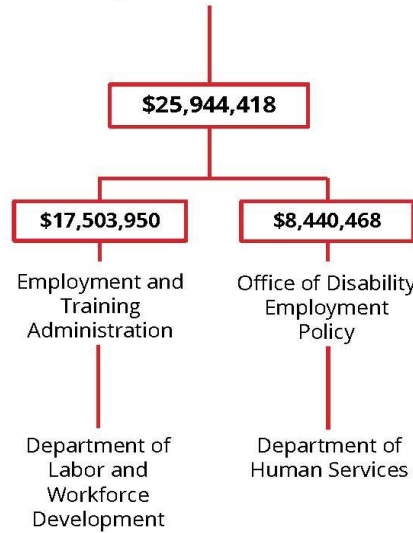 $25,944,418
$17,503,950
$8,440,468
Employment and
Training
Administration
Office of Disability
Employment
Policy
Department of
Labor and
Workforce
Development
Department of
Human Services